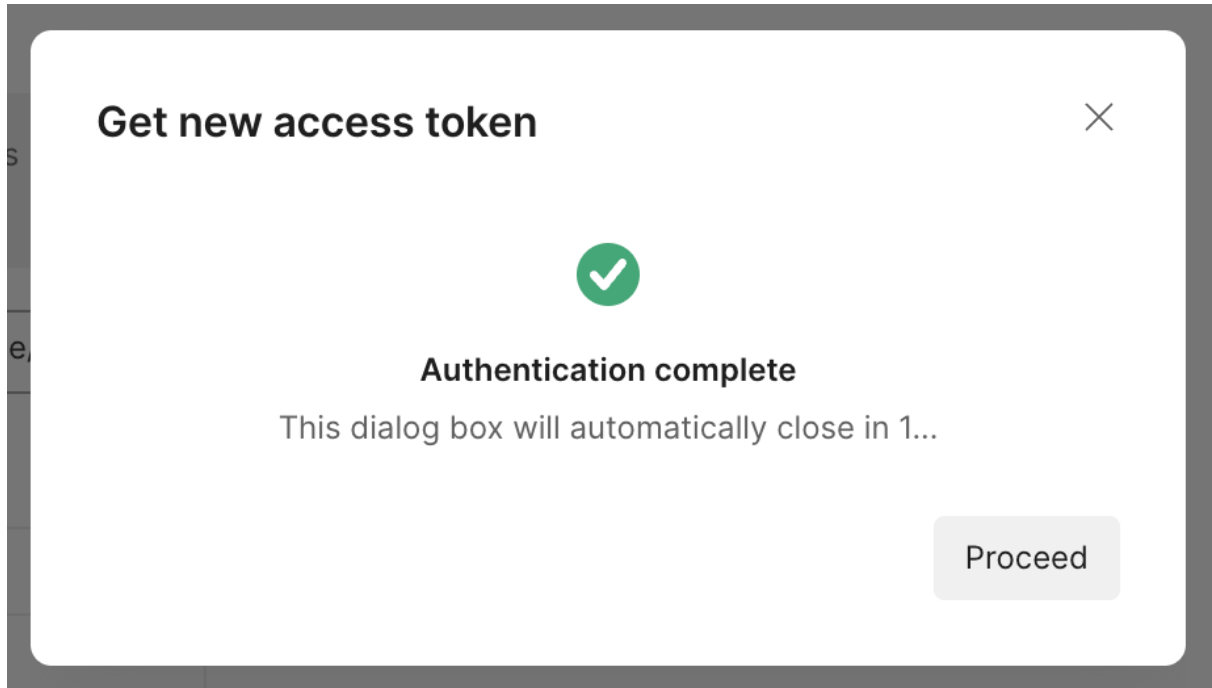 Get new access token
s
e/
Authentication complete
This dialog box will automatically close in 1...
Proceed